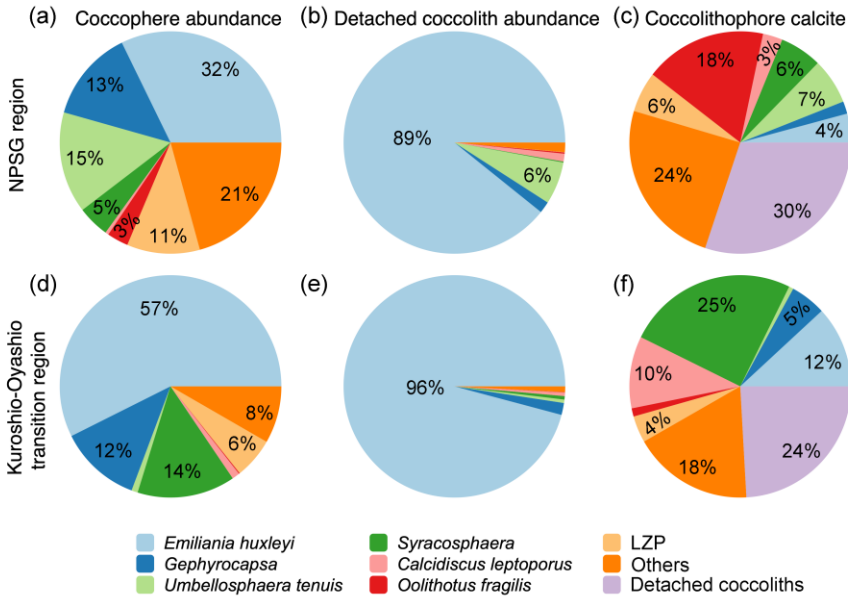 (a) Coccophere abundance
(b) Detached coccolith abundance
(c) Coccolithophore calcite
NPSG region
32%
13%
15%
5%
3%
11%
21%
89%
6%
18%
3%
6%
7%
4%
6%
24%
30%
Kuroshio-Oyashio
transition region
(d)
57%
12%
14%
6%
8%
(e)
96%
(f)
25%
5%
12%
10%
4%
18%
24%
Emiliania huxleyi
Gephyrocapsa
Umbellosphaera tenuis
Syracosphaera
Calcidiscus leptoporus
Oolithotus fragilis
LZP
Others
Detached coccoliths